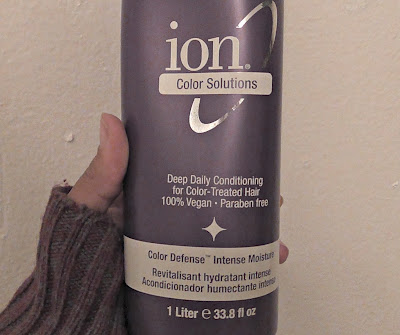 ion®
Color Solutions
Deep Daily Conditioning
for Color-Treated Hair
100% Vegan • Paraben free
Color Defense™ Intense Moisture
Revitalisant hydratant intense
Acondicionador humectante intenso
1 Liter ℮ 33.8 fl oz